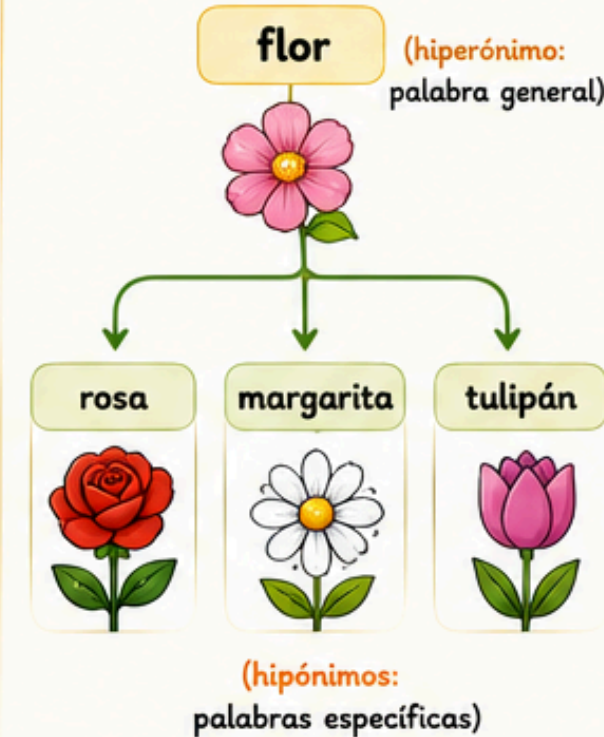 flor
(hiperónimo:
palabra general)
rosa
margarita
tulipán
(hipónimos:
palabras específicas)